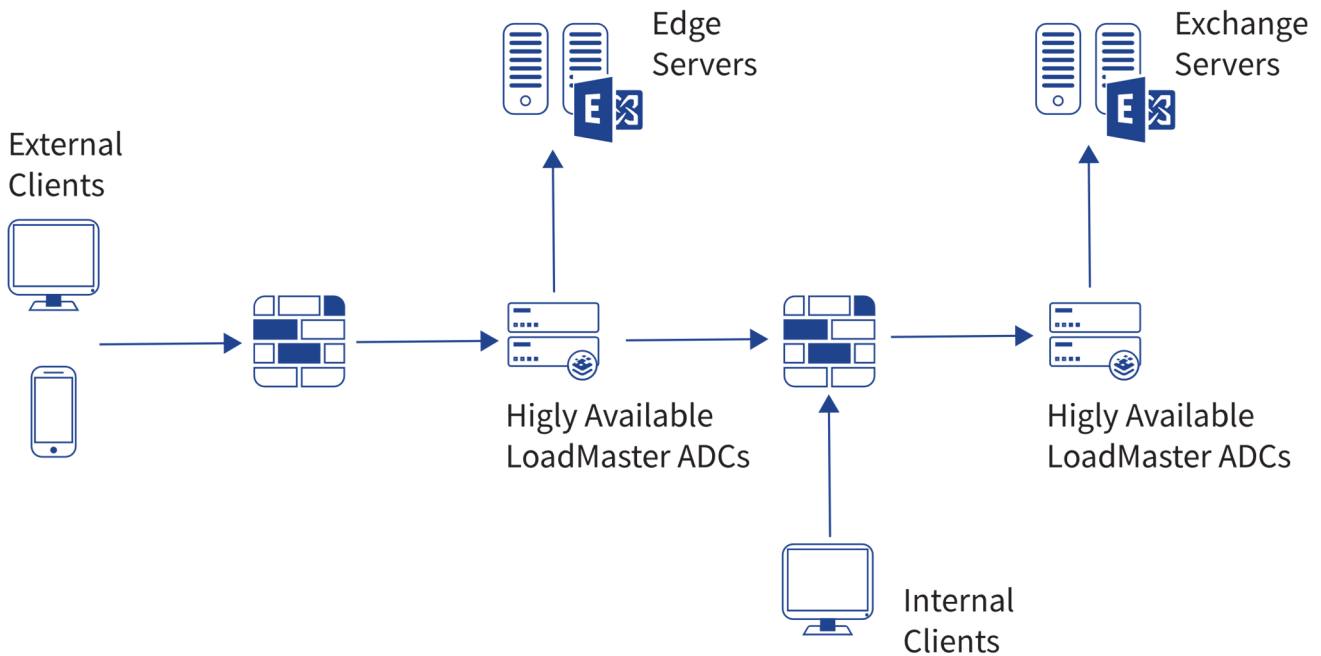 Edge
Servers
Exchange
Servers
E
E
External
Clients
Higly Available
LoadMaster ADCs
Higly Available
LoadMaster ADCs
Internal
Clients